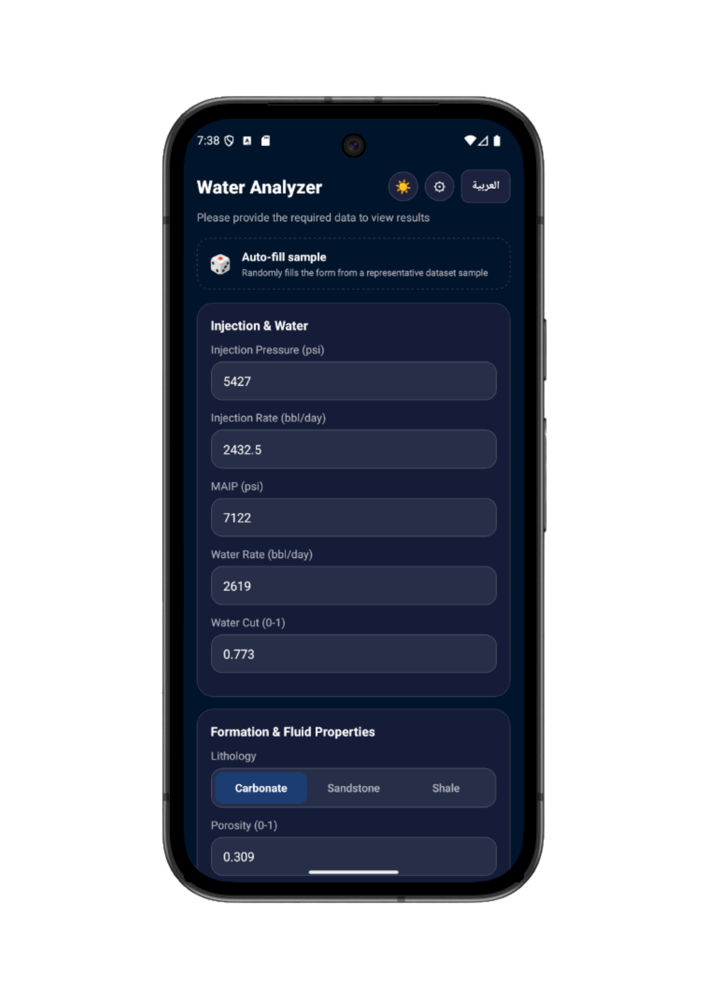 7:38
Water Analyzer
العربية
Please provide the required data to view results
Auto-fill sample
Randomly fills the form from a representative dataset sample
Injection & Water
Injection Pressure (psi)
5427
Injection Rate (bbl/day)
2432.5
MAIP (psi)
7122
Water Rate (bbl/day)
2619
Water Cut (0-1)
0.773
Formation & Fluid Properties
Lithology
Carbonate Sandstone Shale
Porosity (0-1)
0.309